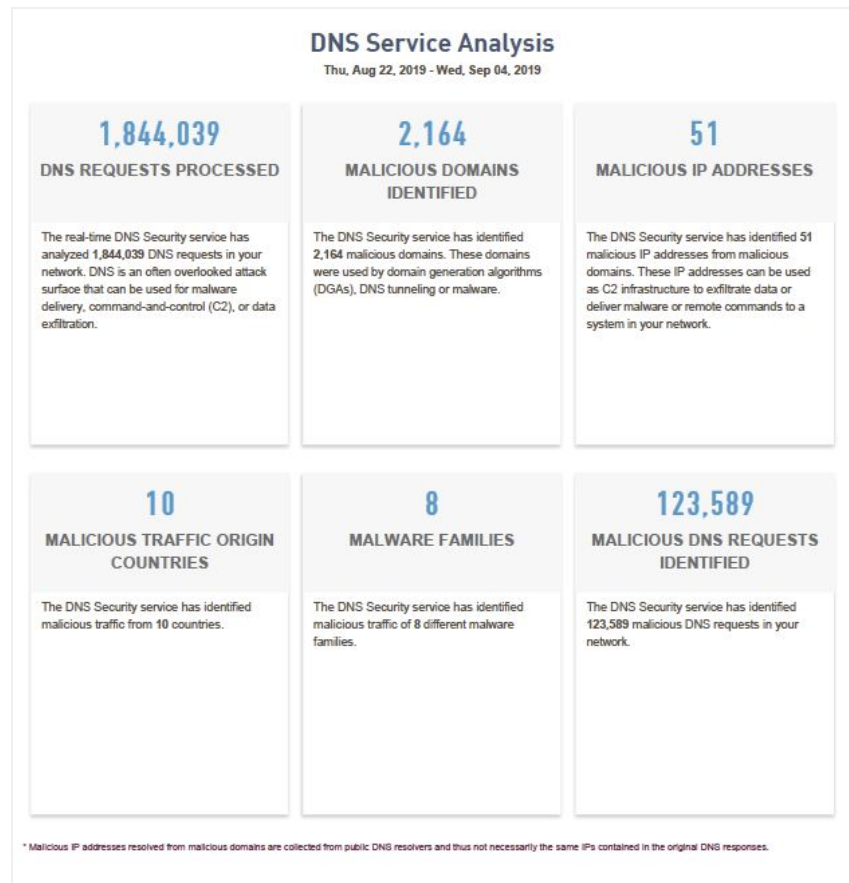 DNS Service Analysis
Thu, Aug 22, 2019 - Wed, Sep 04, 2019
1,844,039
DNS REQUESTS PROCESSED
The real-time DNS Security service has
analyzed 1,844,039 DNS requests in your
network. DNS is an often overlooked attack
surface that can be used for malware
delivery, command-and-control (C2), or data
exfiltration.
2,164
MALICIOUS DOMAINS
IDENTIFIED
The DNS Security service has identified
2,164 malicious domains. These domains
were used by domain generation algorithms
(DGAs), DNS tunneling or malware.
51
MALICIOUS IP ADDRESSES
The DNS Security service has identified 51
malicious IP addresses from malicious
domains. These IP addresses can be used
as C2 infrastructure to exfiltrate data or
deliver malware or remote commands to a
system in your network.
10
MALICIOUS TRAFFIC ORIGIN
COUNTRIES
The DNS Security service has identified
malicious traffic from 10 countries.
8
MALWARE FAMILIES
The DNS Security service has identified
malicious traffic of 8 different malware
families.
123,589
MALICIOUS DNS REQUESTS
IDENTIFIED
The DNS Security service has identified
123,589 malicious DNS requests in your
network.
* Malicious IP addresses resolved from malicious domains are collected from public DNS resolvers and thus not necessarily the same IPs contained in the original DNS responses.